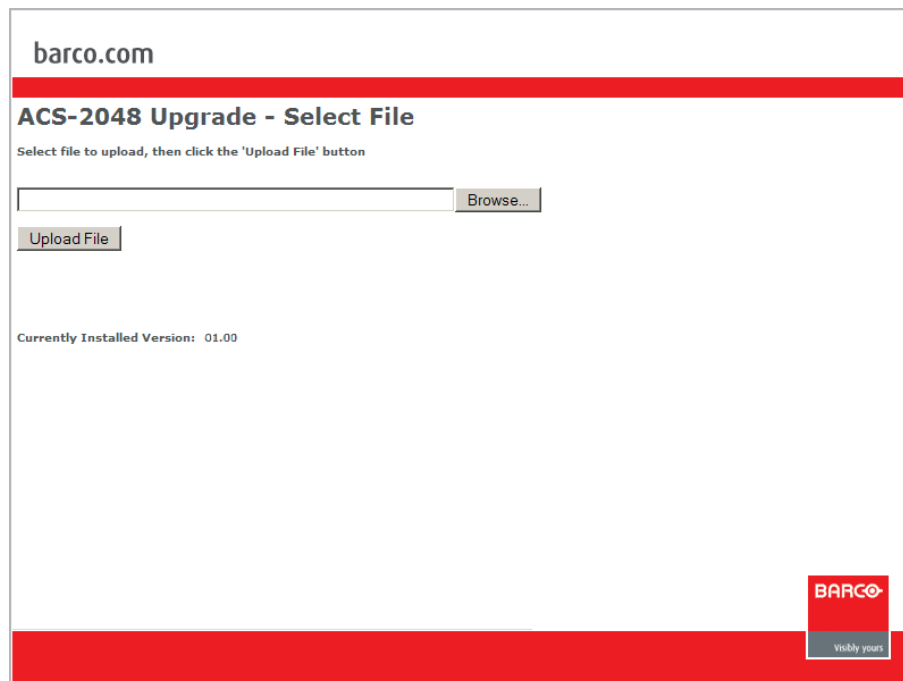 barco.com
ACS-2048 Upgrade - Select File
Select file to upload, then click the 'Upload File' button
Browse...
Upload File
Currently Installed Version: 01.00
BARCO
Visibly yours